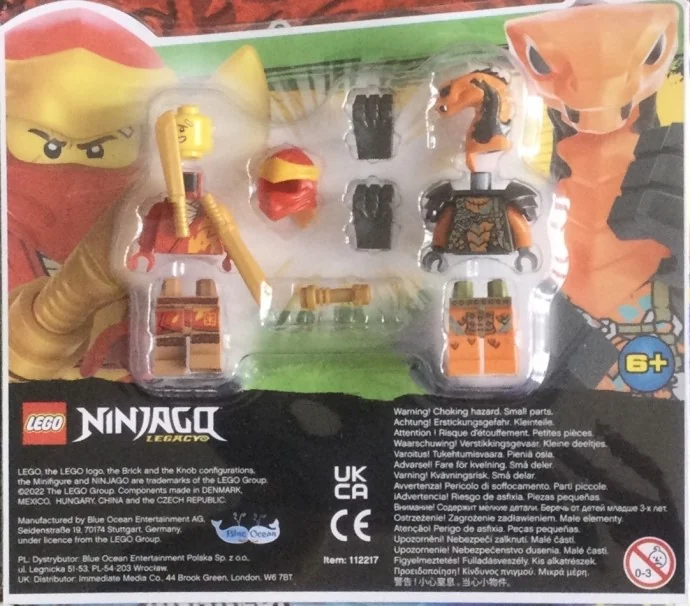 6+
LEGO NINJAGO
LEGACY
LEGO, the LEGO logo, the Brick and the Knob configurations,
the Minifigure and NINJAGO are trademarks of the LEGO Group.
©2022 The LEGO Group. Components made in DENMARK,
MEXICO, HUNGARY, CHINA and the CZECH REPUBLIC.
Manufactured by Blue Ocean Entertainment AG,
Seidenstraße 19, 70174 Stuttgart, Germany,
under licence from the LEGO Group.
Blue Ocean
PL: Dystrybutor: Blue Ocean Entertainment Polska Sp. z o.o.,
ul. Legnicka 51-53, PL-54-203 Wrocław
UK: Distributor: Immediate Media Co., 44 Brook Green, London, W6 7BT.
UK
CA
CE
Item: 112217
Warning! Choking hazard. Small parts.
Achtung! Erstickungsgefahr. Kleinteile.
Attention ! Risque d'étouffement. Petites pièces.
Waarschuwing! Verstikkingsgevaar. Kleine deeltjes.
Varoitus! Tukehtumisvaara. Pieniä osia.
Advarsel! Fare for kvelning. Små deler.
Varning! Kvävningsrisk. Små delar
Avvertenza! Pericolo di soffocamento. Parti piccole.
¡Advertencia! Riesgo de asfixia. Piezas pequeñas.
Внимание! Содержит мелкие детали. Беречь от детей младше 3-х лет.
Ostrzeżenie! Zagrożenie zadławieniem. Małe elementy.
Atenção! Perigo de asfixia. Peças pequenas.
Upozornění! Nebezpečí zalknutí. Malé části.
Upozornenie! Nebezpečenstvo dusenia. Malé časti.
Figyelmeztetés! Fulladásveszély. Kis alkatrészek.
Προειδοποίηση! Κίνδυνος πνιγμού. Μικρά μέρη.
警告！小心窒息。当心小物件。
0-3